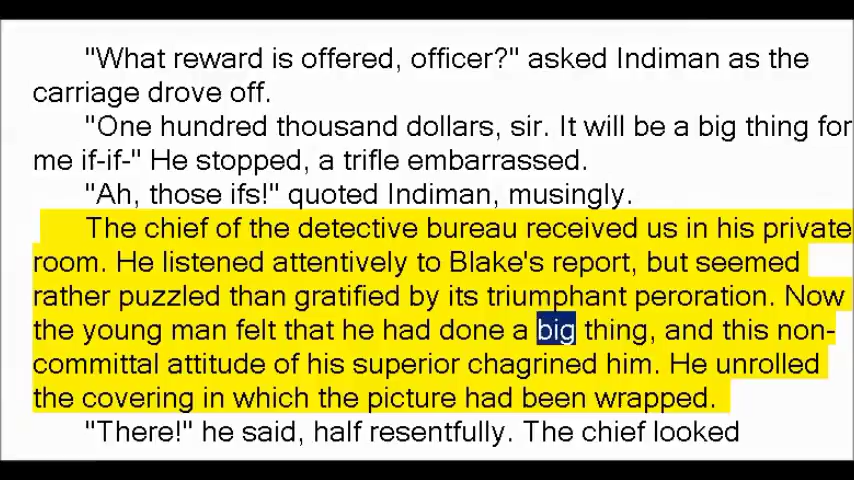 "What reward is offered, officer?" asked Indiman as the
carriage drove off.
"One hundred thousand dollars, sir. It will be a big thing for
me if-if-" He stopped, a trifle embarrassed.
"Ah, those ifs!" quoted Indiman, musingly.
The chief of the detective bureau received us in his private
room. He listened attentively to Blake's report, but seemed
rather puzzled than gratified by its triumphant peroration. Now
the young man felt that he had done a big thing, and this non-
committal attitude of his superior chagrined him. He unrolled
the covering in which the picture had been wrapped.
"There!" he said, half resentfully. The chief looked